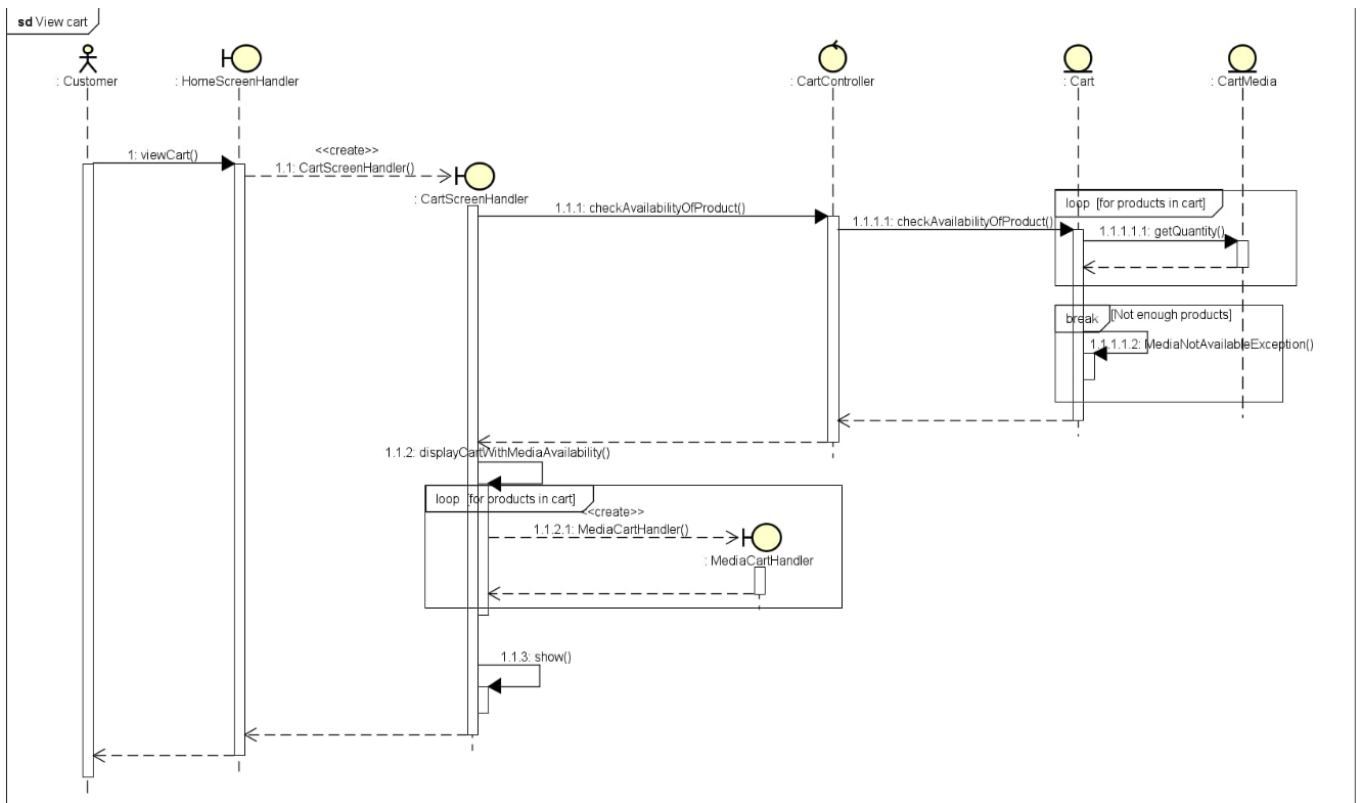 sd View cart
: Customer
: HomeScreenHandler
: CartController
: Cart
: CartMedia
1: viewCart()
<<create>>
1.1: CartScreenHandler()
: CartScreenHandler
loop [for products in cart]
1.1.1: checkAvailabilityOfProduct()
1.1.1.1: checkAvailabilityOfProduct()
1.1.1.1.1: getQuantity()
break [Not enough products]
1.1.1.1.2: MediaNotAvailableException()
1.1.2: displayCartWithMediaAvailability()
loop [for products in cart]
<<create>>
1.1.2.1: MediaCartHandler()
: MediaCartHandler
1.1.3: show()